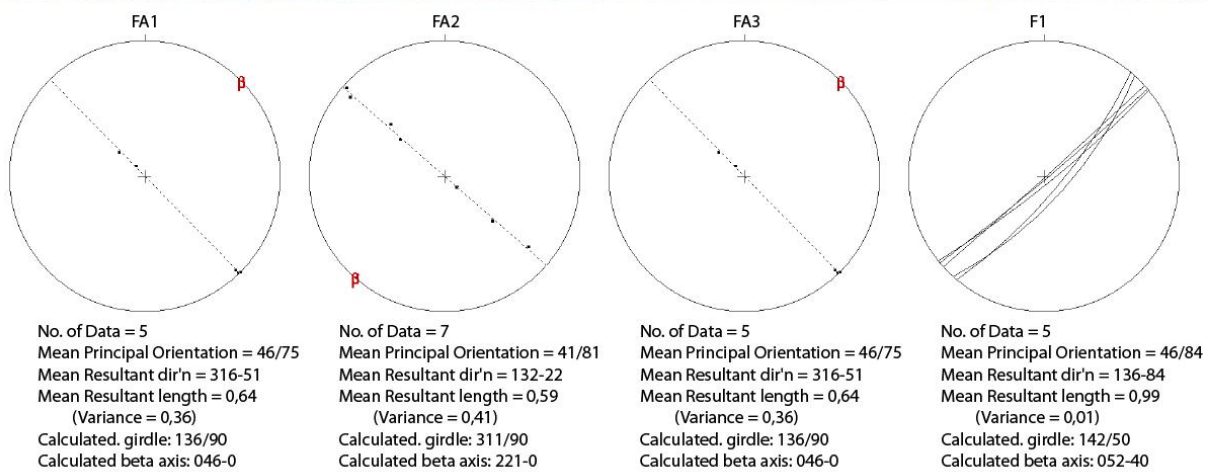 FA1
β
No. of Data = 5
Mean Principal Orientation = 46/75
Mean Resultant dir'n = 316-51
Mean Resultant length = 0,64
(Variance = 0,36)
Calculated. girdle: 136/90
Calculated beta axis: 046-0
FA2
β
No. of Data = 7
Mean Principal Orientation = 41/81
Mean Resultant dir'n = 132-22
Mean Resultant length = 0,59
(Variance = 0,41)
Calculated. girdle: 311/90
Calculated beta axis: 221-0
FA3
β
No. of Data = 5
Mean Principal Orientation = 46/75
Mean Resultant dir'n = 316-51
Mean Resultant length = 0,64
(Variance = 0,36)
Calculated. girdle: 136/90
Calculated beta axis: 046-0
F1
No. of Data = 5
Mean Principal Orientation = 46/84
Mean Resultant dir'n = 136-84
Mean Resultant length = 0,99
(Variance = 0,01)
Calculated. girdle: 142/50
Calculated beta axis: 052-40